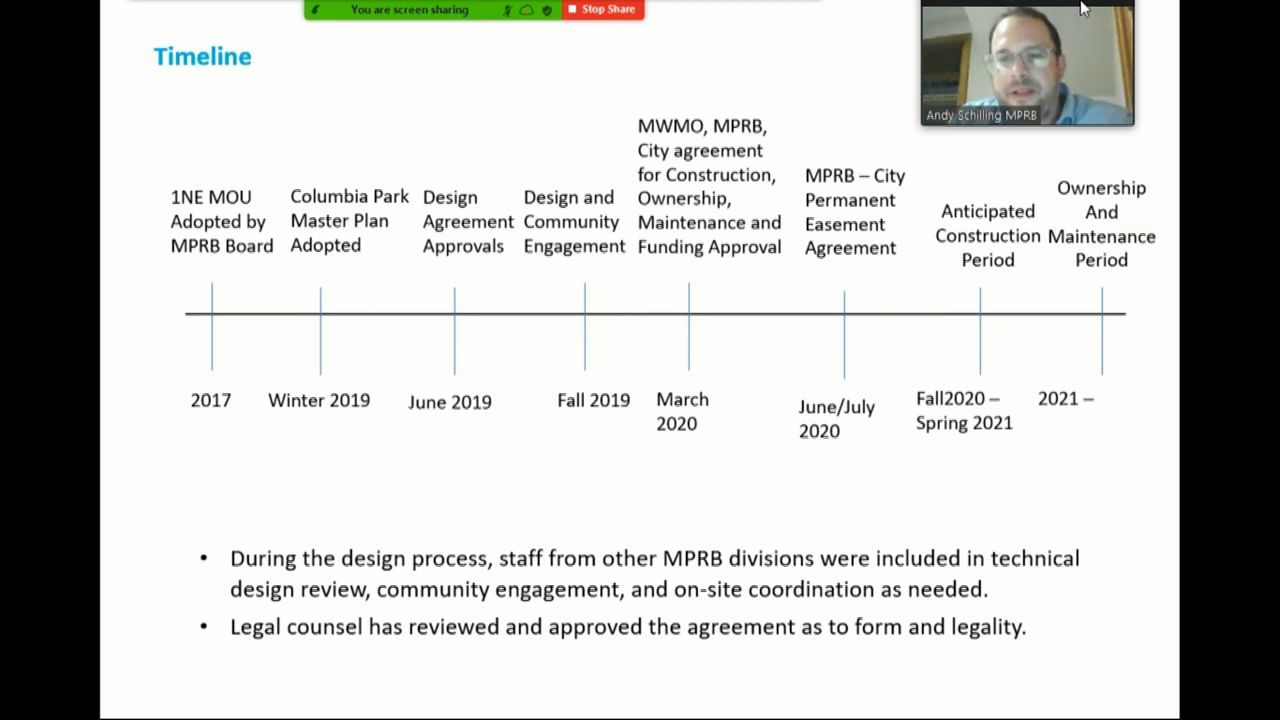 You are screen sharing
Stop Share
Timeline
Andy Schilling MPRB
1NE MOU
Adopted by
MPRB Board
Columbia Park
Master Plan
Adopted
Design
Agreement
Approvals
Design and
Community
Engagement
MWMO, MPRB,
City agreement
for Construction,
Ownership,
Maintenance and
Funding Approval
MPRB – City
Permanent
Easement
Agreement
Anticipated
Construction
Period
Ownership
And
Maintenance
Period
2017
Winter 2019
June 2019
Fall 2019
March
2020
June/July
2020
Fall2020 –
Spring 2021
2021 –
• During the design process, staff from other MPRB divisions were included in technical
design review, community engagement, and on-site coordination as needed.
• Legal counsel has reviewed and approved the agreement as to form and legality.